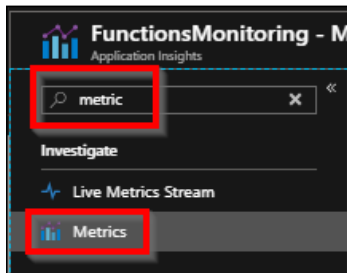 FunctionsMonitoring - M
Application Insights
metric
Investigate
Live Metrics Stream
Metrics